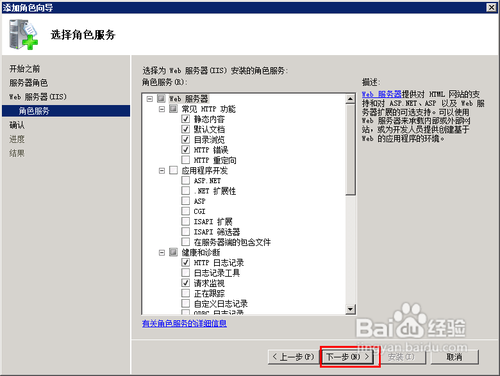 添加角色向导
选择角色服务
开始之前
服务器角色
Web 服务器(IIS)
角色服务
确认
进度
结果
选择为 Web 服务器(IIS) 安装的角色服务:
角色服务(R):
Web 服务器
常见 HTTP 功能
静态内容
默认文档
目录浏览
HTTP 错误
HTTP 重定向
应用程序开发
ASP.NET
.NET 扩展性
ASP
CGI
ISAPI 扩展
ISAPI 筛选器
在服务器端的包含文件
健康和诊断
HTTP 日志记录
日志记录工具
请求监视
正在跟踪
自定义日志记录
ODBC 日志记录
有关角色服务的详细信息
描述:
Web 服务器提供对 HTML 网站的支
持和对 ASP.NET、ASP 以及 Web 服
务器扩展的可选支持。可以使用
Web 服务器来承载内部或外部网
站，或为开发人员提供创建基于
Web 的应用程序的环境。
< 上一步(P)
下一步(N) >
安装(I)
取消
Baidu 经验
jingyan.baidu.com